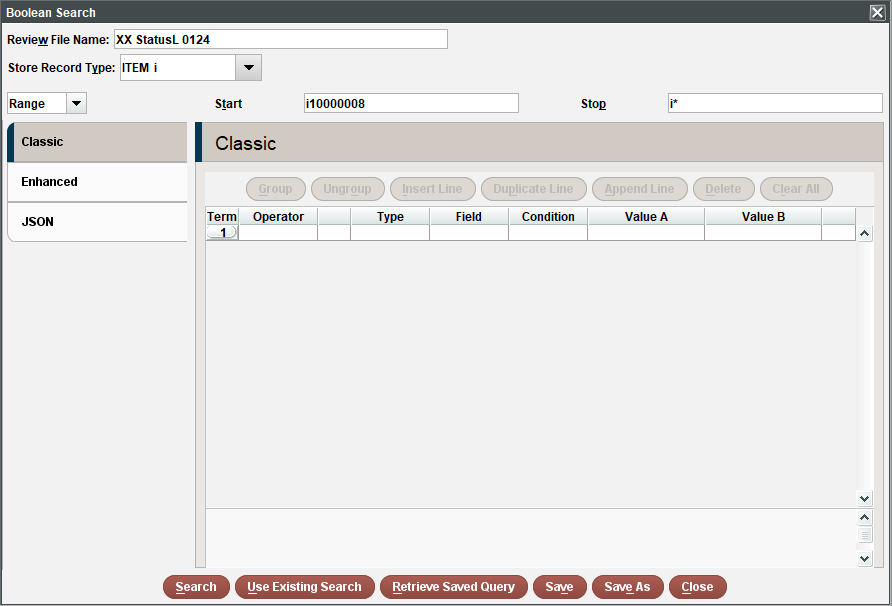 Boolean Search
Review File Name: XX StatusL 0124
Store Record Type: ITEM i
Range Start i10000008 Stop i*
Classic
Enhanced
JSON
Classic
Group Ungroup Insert Line Duplicate Line Append Line Delete Clear All
Term Operator Type Field Condition Value A Value B
1
Search Use Existing Search Retrieve Saved Query Save Save As Close